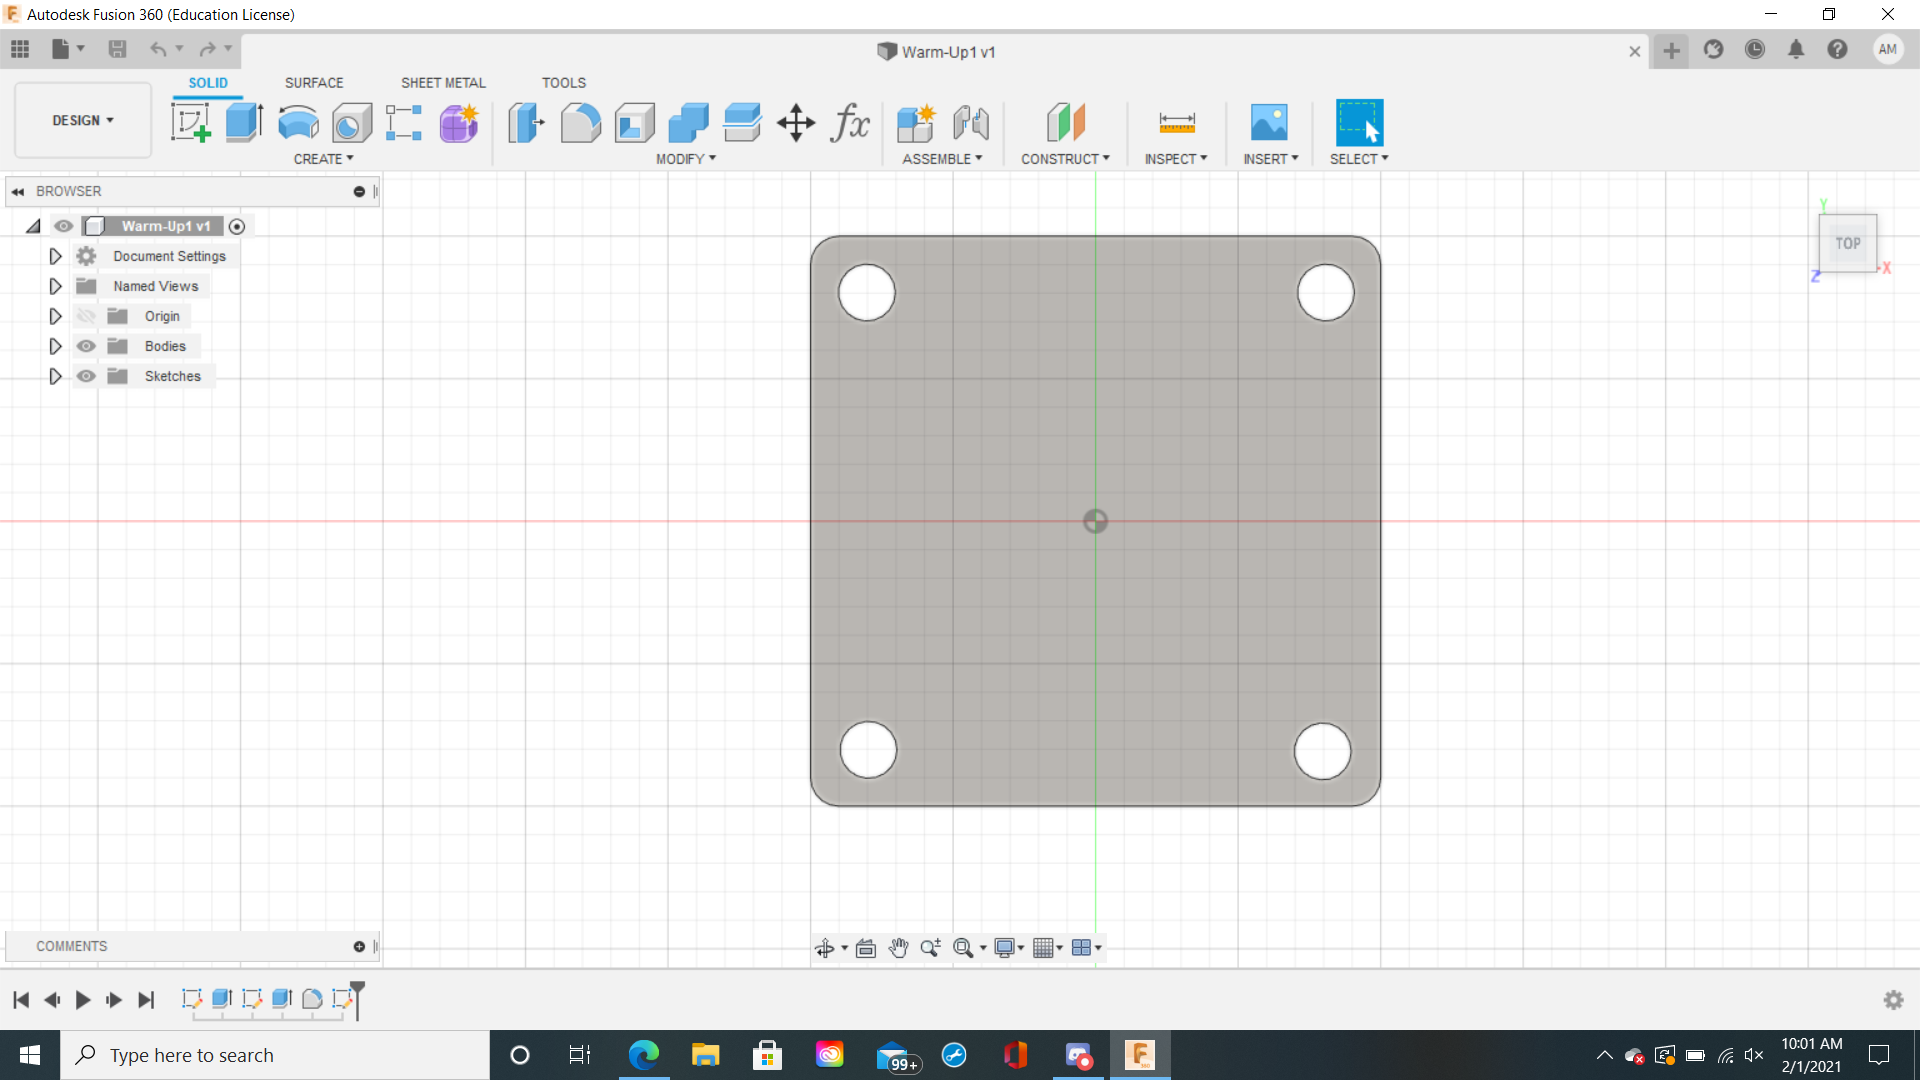 Autodesk Fusion 360 (Education License)
Warm-Up1 v1
AM
DESIGN
SOLID SURFACE SHEET METAL TOOLS
fx
CREATE MODIFY ASSEMBLE CONSTRUCT INSPECT INSERT SELECT
BROWSER
Warm-Up1 v1
Document Settings
Named Views
Origin
Bodies
Sketches
Y
TOP
X
Z
COMMENTS
Type here to search
99+
10:01 AM
2/1/2021